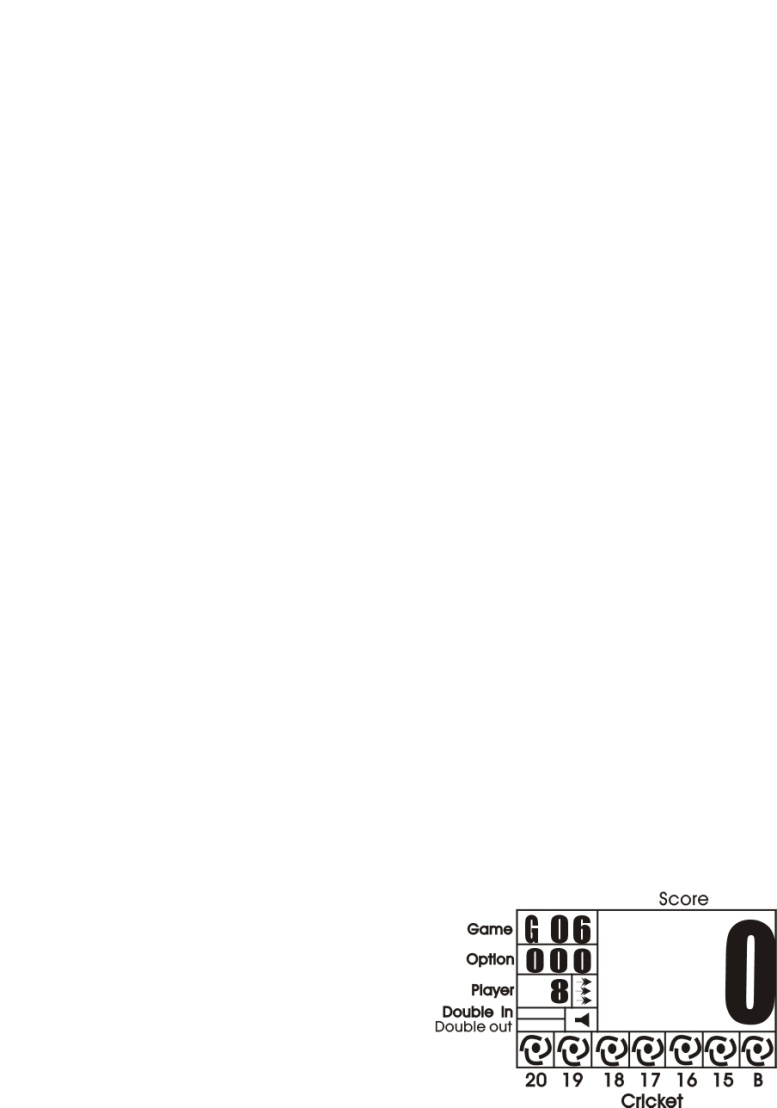 Score
Game G 06
Option 000
Player 8
0
Double In
Double out
20 19 18 17 16 15 B
Cricket